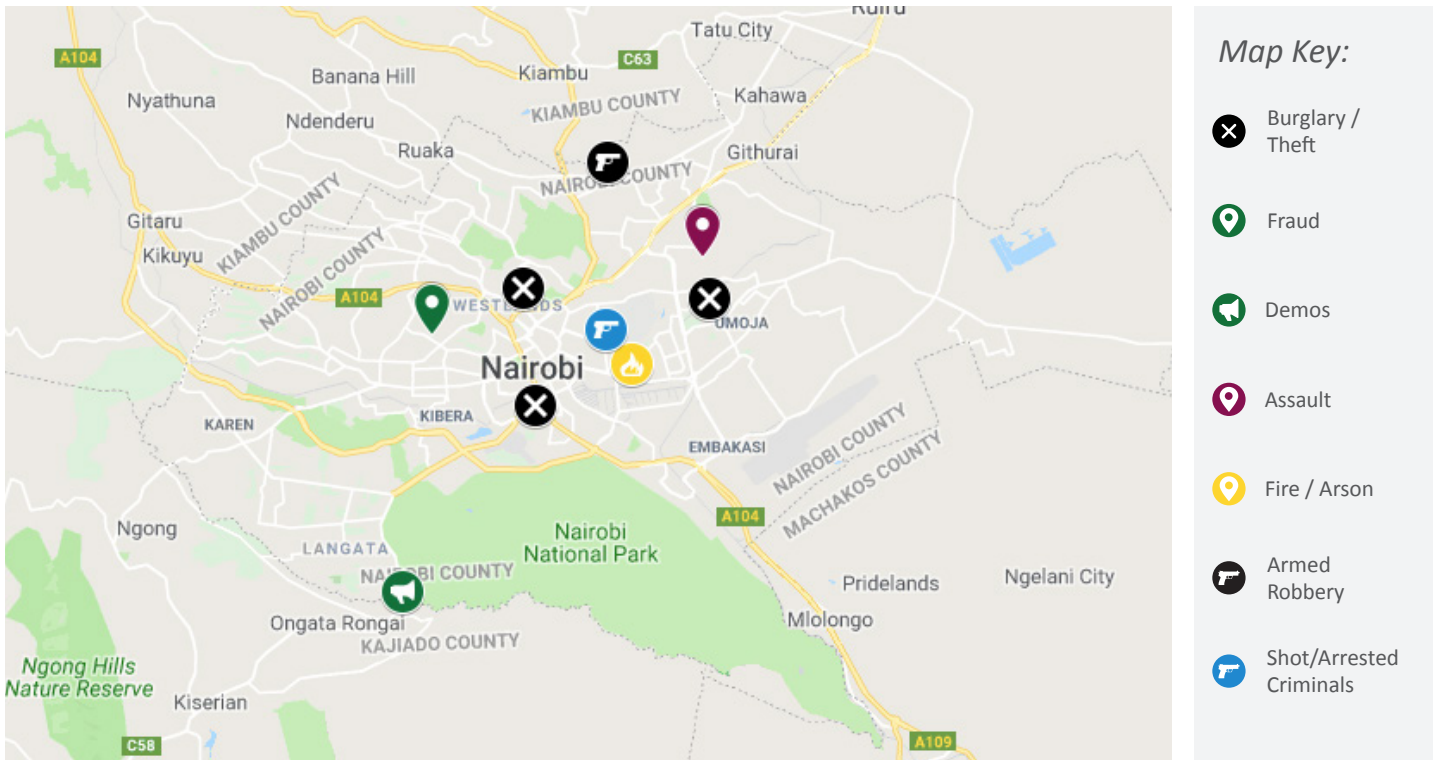 Ruiru
Tatu City
A104
C63
Banana Hill
Kiambu
Nyathuna
Kahawa
KIAMBU COUNTY
Ndenderu
Ruaka
Githurai
NAIROBI COUNTY
KIAMBU COUNTY
Gitaru
Kikuyu
NAIROBI COUNTY
A104
WESTLANDS
UMOJA
Nairobi
KAREN
KIBERA
EMBAKASI
NAIROBI COUNTY
MACHAKOS COUNTY
A104
Ngong
Nairobi
National Park
LANGATA
NAIROBI COUNTY
Pridelands
Ngelani City
Ongata Rongai
Mlolongo
KAJIADO COUNTY
Ngong Hills
Nature Reserve
Kiserian
C58
A109
Map Key:
Burglary /
Theft
Fraud
Demos
Assault
Fire / Arson
Armed
Robbery
Shot/Arrested
Criminals